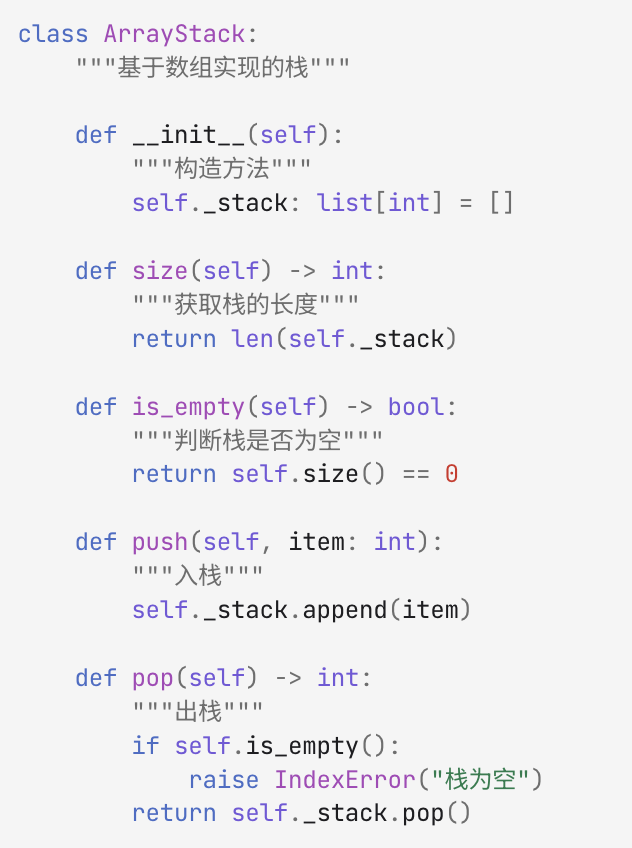 class ArrayStack:
    """基于数组实现的栈"""

    def __init__(self):
        """构造方法"""
        self._stack: list[int] = []

    def size(self) -> int:
        """获取栈的长度"""
        return len(self._stack)

    def is_empty(self) -> bool:
        """判断栈是否为空"""
        return self.size() == 0

    def push(self, item: int):
        """入栈"""
        self._stack.append(item)

    def pop(self) -> int:
        """出栈"""
        if self.is_empty():
            raise IndexError("栈为空")
        return self._stack.pop()